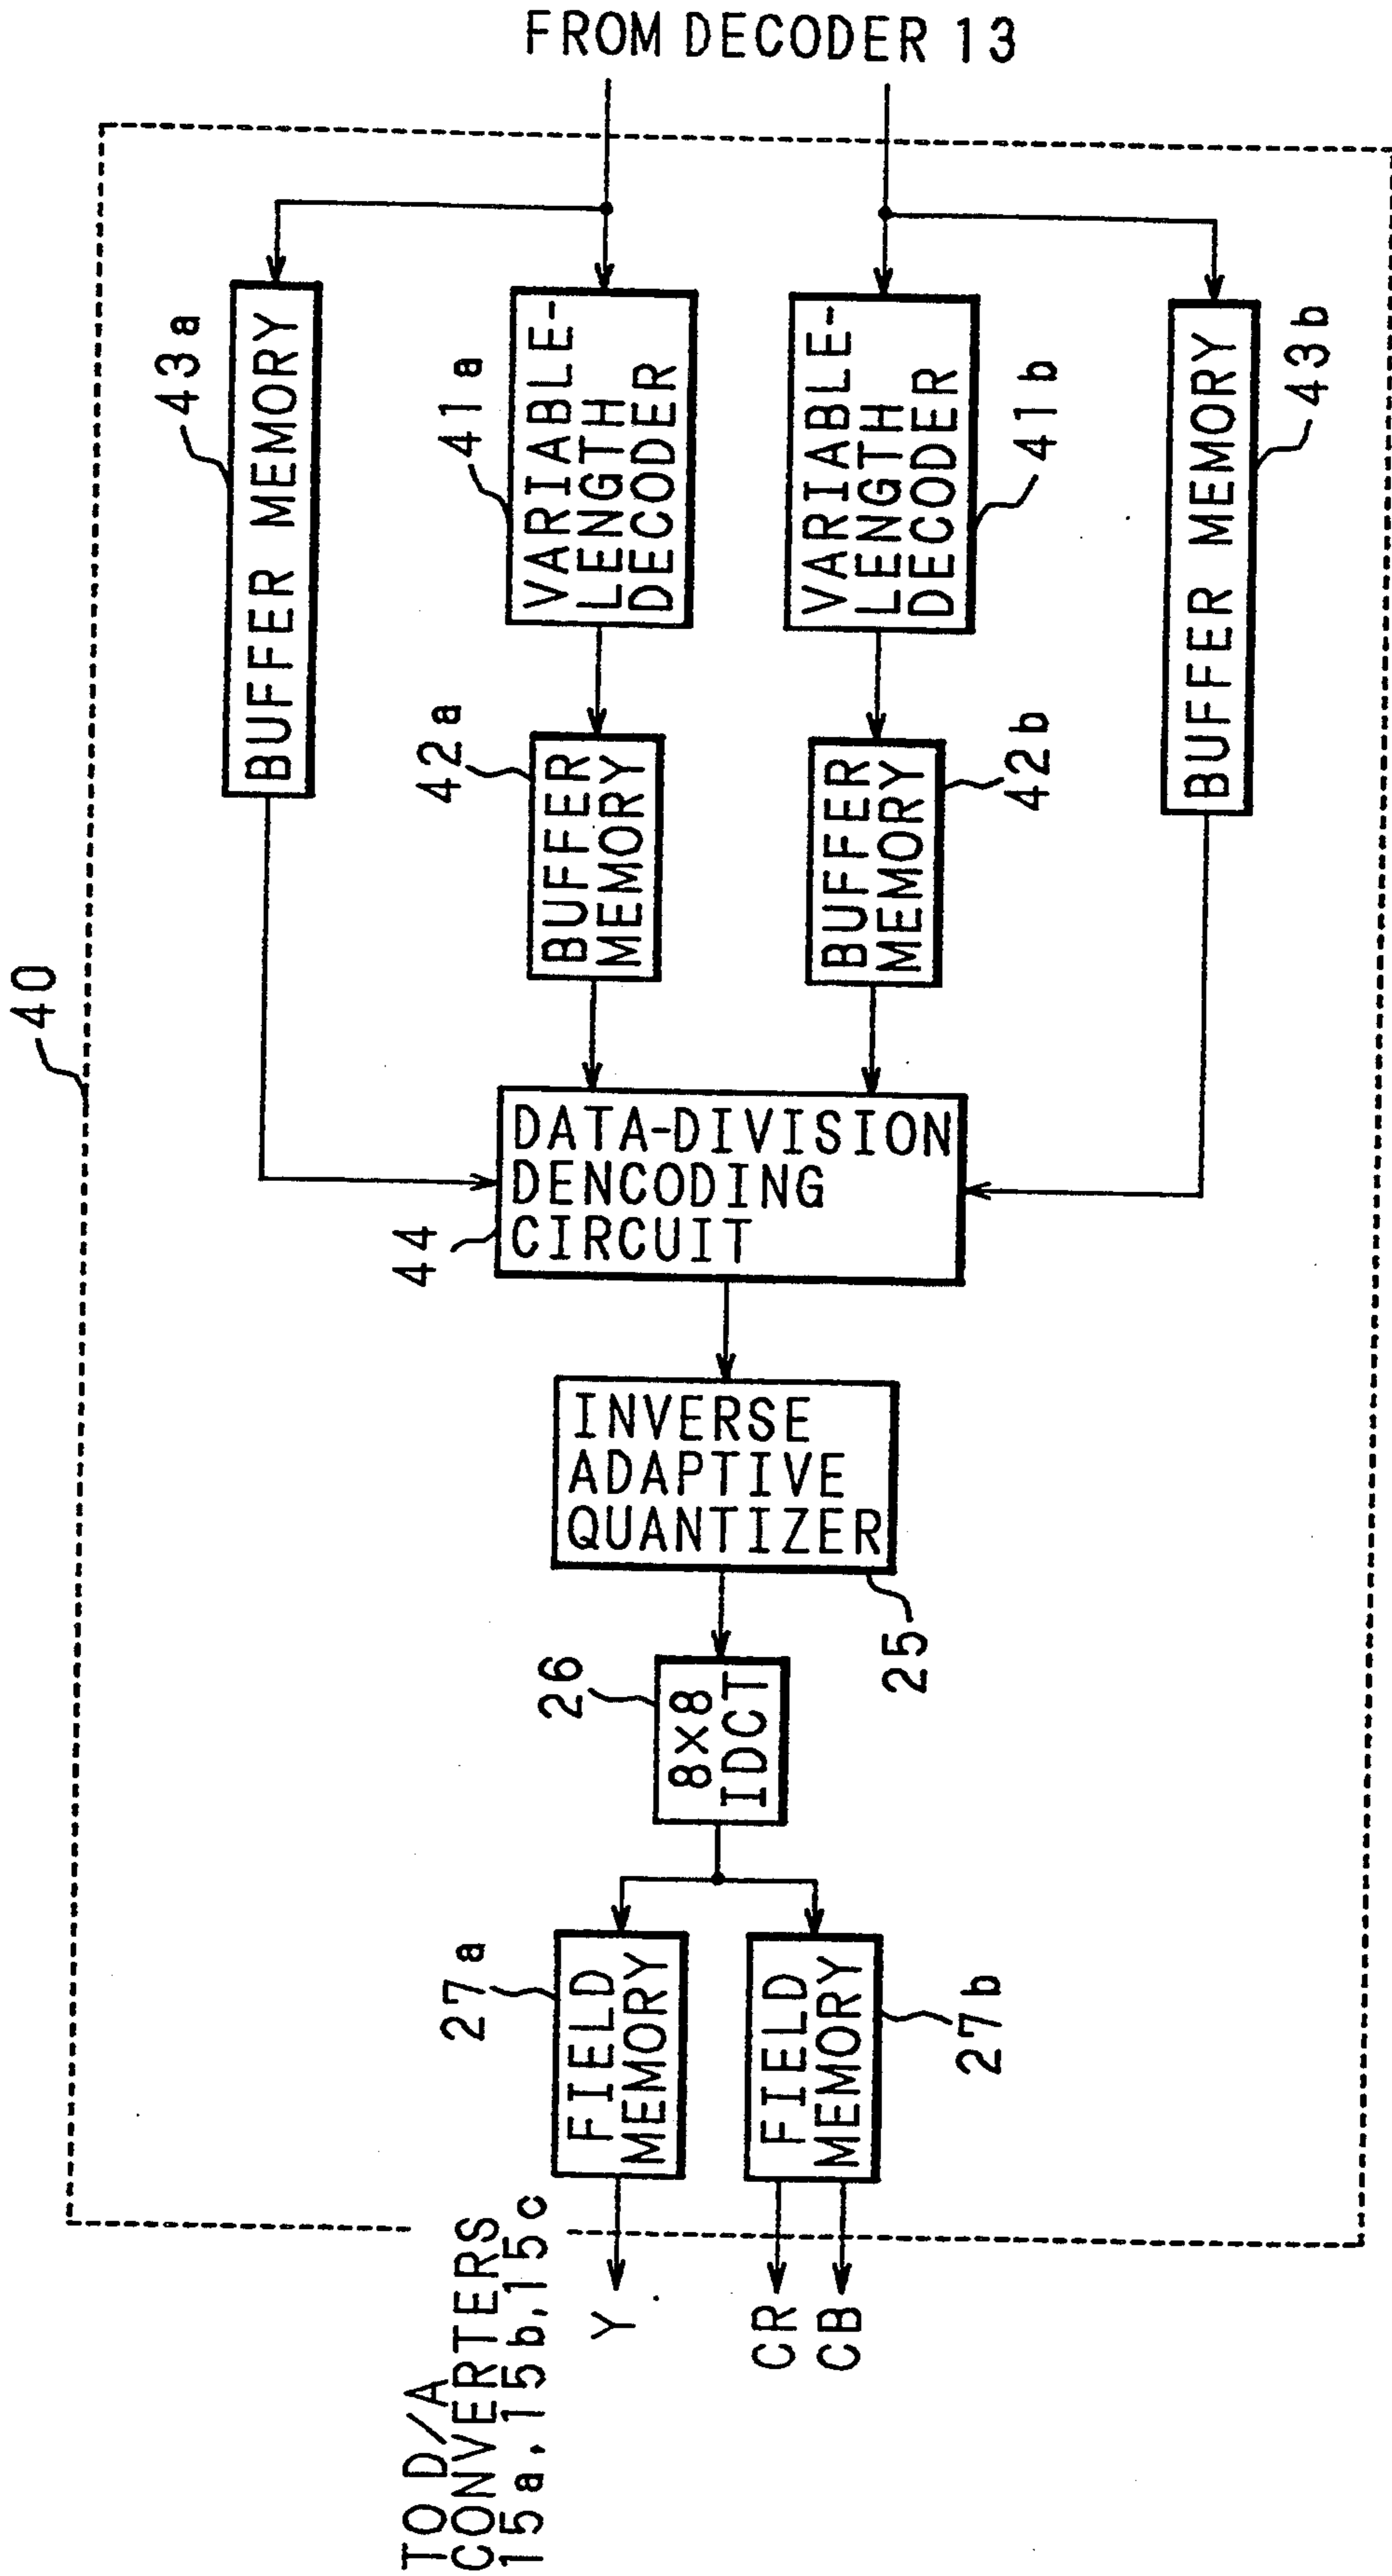 FROM DECODER 13
40
43a
BUFFER MEMORY
41a
VARIABLE-
LENGTH
DECODER
VARIABLE-
LENGTH
DECODER
41b
BUFFER MEMORY
43b
42a
BUFFER
MEMORY
BUFFER
MEMORY
42b
44
DATA-DIVISION
DENCODING
CIRCUIT
INVERSE
ADAPTIVE
QUANTIZER
25
26
8×8
IDCT
27a
FIELD
MEMORY
FIELD
MEMORY
27b
TO D/A
CONVERTERS
15a,15b,15c
Y
CR
CB